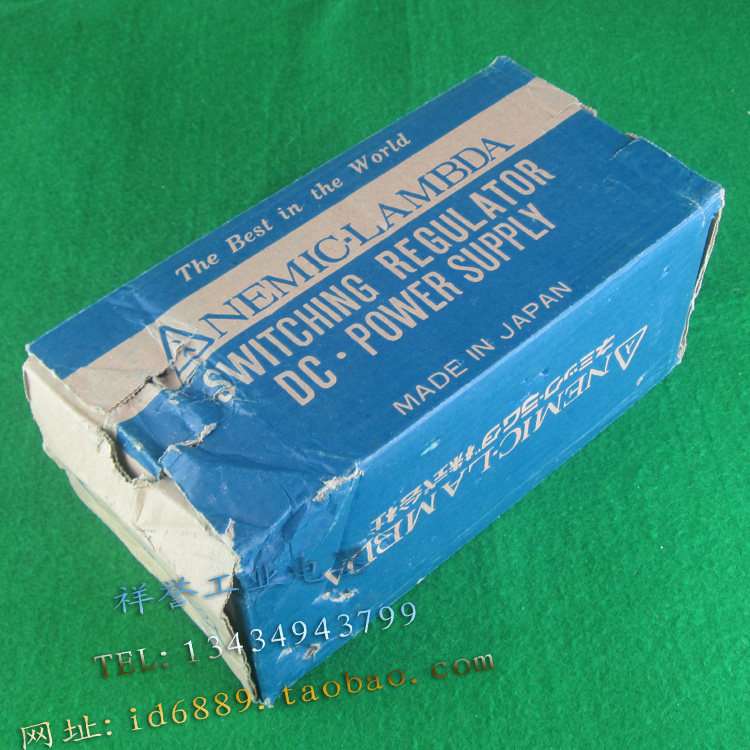 The Best in the World
ANEMIC·LAMBDA
SWITCHING REGULATOR
DC · POWER SUPPLY
MADE IN JAPAN
ANEMIC·LAMBDA
ネミック·ラムダ株式会社
祥誉工业电
TEL: 13434943799
网址: id6889.taobao.com